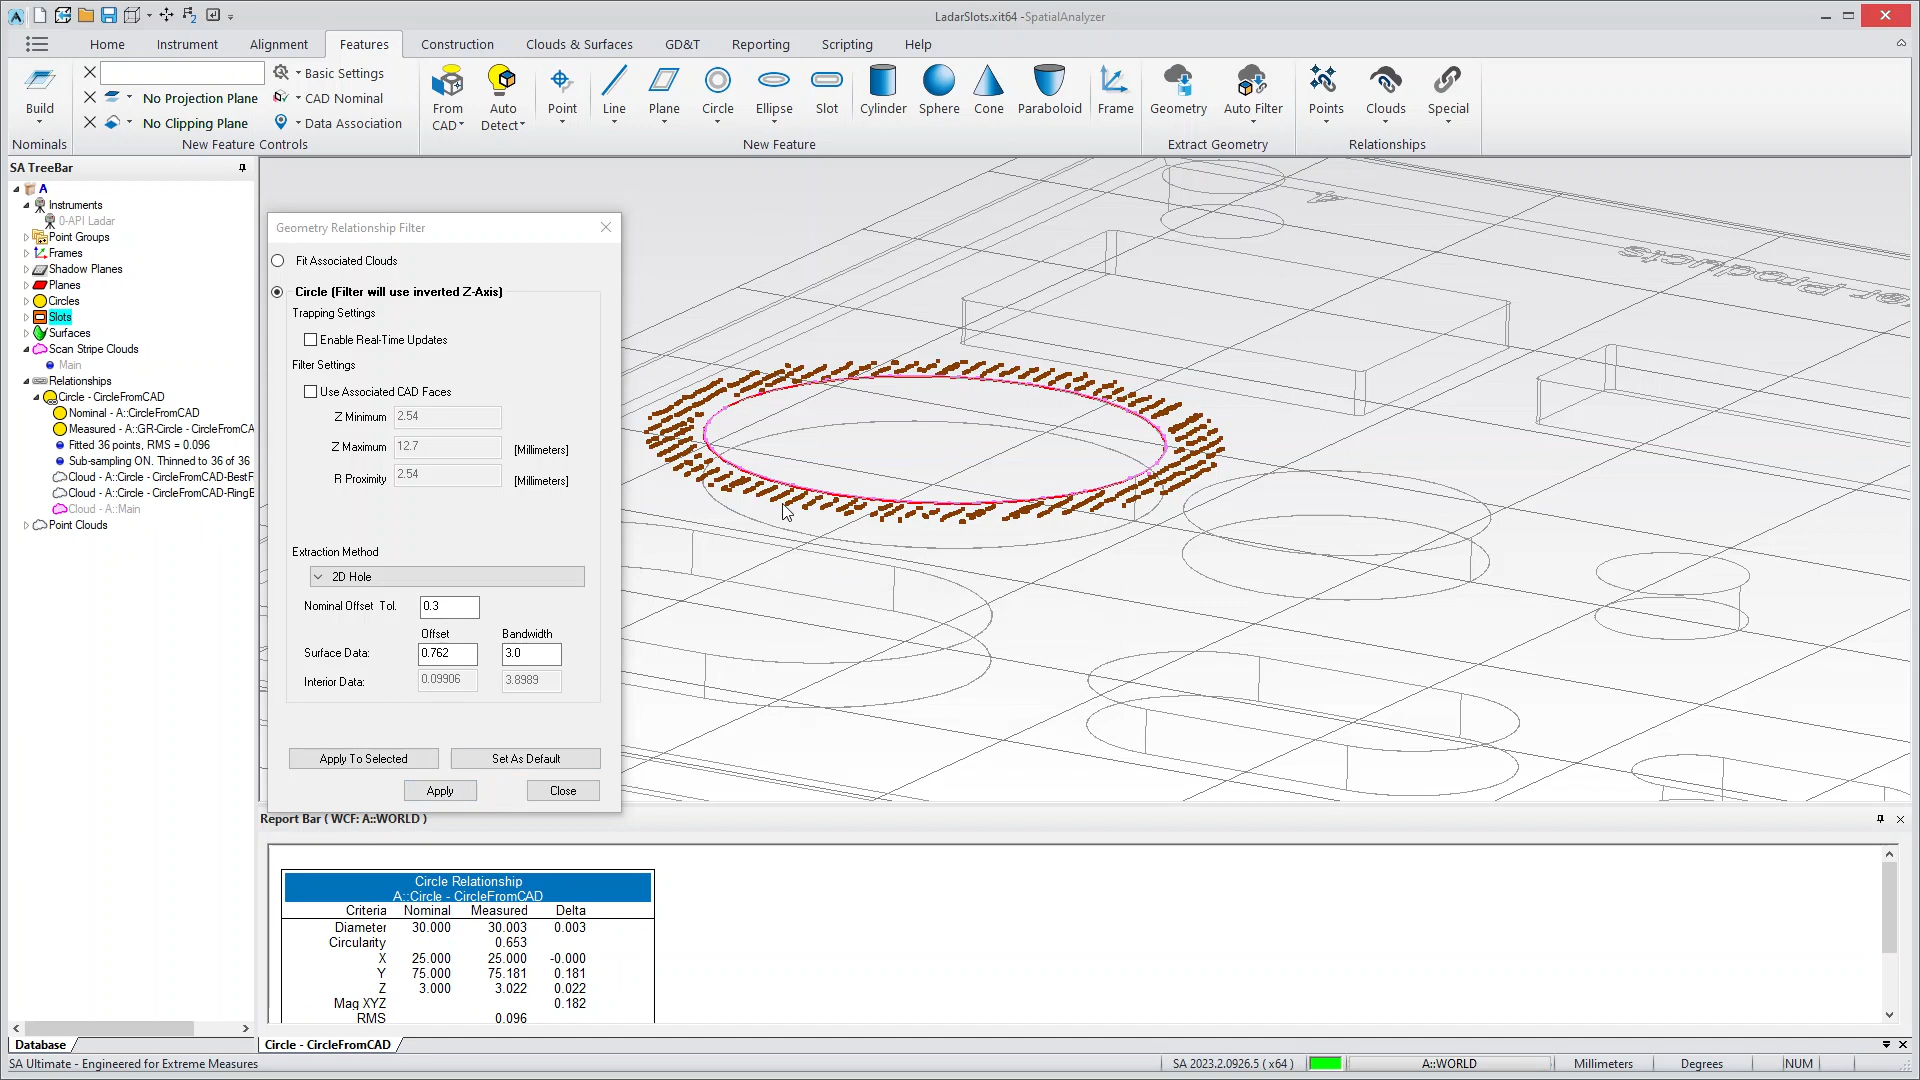 LadarSlots.xit64 -SpatialAnalyzer
Home
Instrument
Alignment
Features
Construction
Clouds & Surfaces
GD&T
Reporting
Scripting
Help
Build
Nominals
No Projection Plane
No Clipping Plane
Basic Settings
CAD Nominal
Data Association
New Feature Controls
From CAD
Auto Detect
Point
Line
Plane
Circle
Ellipse
Slot
Cylinder
Sphere
Cone
Paraboloid
Frame
New Feature
Geometry
Auto Filter
Extract Geometry
Points
Clouds
Special
Relationships
SA TreeBar
A
Instruments
0-API Ladar
Point Groups
Frames
Shadow Planes
Planes
Circles
Slots
Surfaces
Scan Stripe Clouds
Main
Relationships
Circle - CircleFromCAD
Nominal - A::CircleFromCAD
Measured - A::GR-Circle - CircleFromCA
Fitted 36 points, RMS = 0.096
Sub-sampling ON. Thinned to 36 of 36
Cloud - A::Circle - CircleFromCAD-BestF
Cloud - A::Circle - CircleFromCAD-RingB
Cloud - A::Main
Point Clouds
Database
Geometry Relationship Filter
Fit Associated Clouds
Circle (Filter will use inverted Z-Axis)
Trapping Settings
Enable Real-Time Updates
Filter Settings
Use Associated CAD Faces
Z Minimum 2.54
Z Maximum 12.7 [Millimeters]
R Proximity 2.54 [Millimeters]
Extraction Method
2D Hole
Nominal Offset Tol. 0.3
Offset Bandwidth
Surface Data: 0.762 3.0
Interior Data: 0.09906 3.8989
Apply To Selected
Set As Default
Apply
Close
Report Bar ( WCF: A::WORLD )
Circle Relationship
A::Circle - CircleFromCAD
Criteria Nominal Measured Delta
Diameter 30.000 30.003 0.003
Circularity 0.653
X 25.000 25.000 -0.000
Y 75.000 75.181 0.181
Z 3.000 3.022 0.022
Mag XYZ 0.182
RMS 0.096
Circle - CircleFromCAD
SA Ultimate - Engineered for Extreme Measures
SA 2023.2.0926.5 ( x64 )
A::WORLD
Millimeters
Degrees
NUM